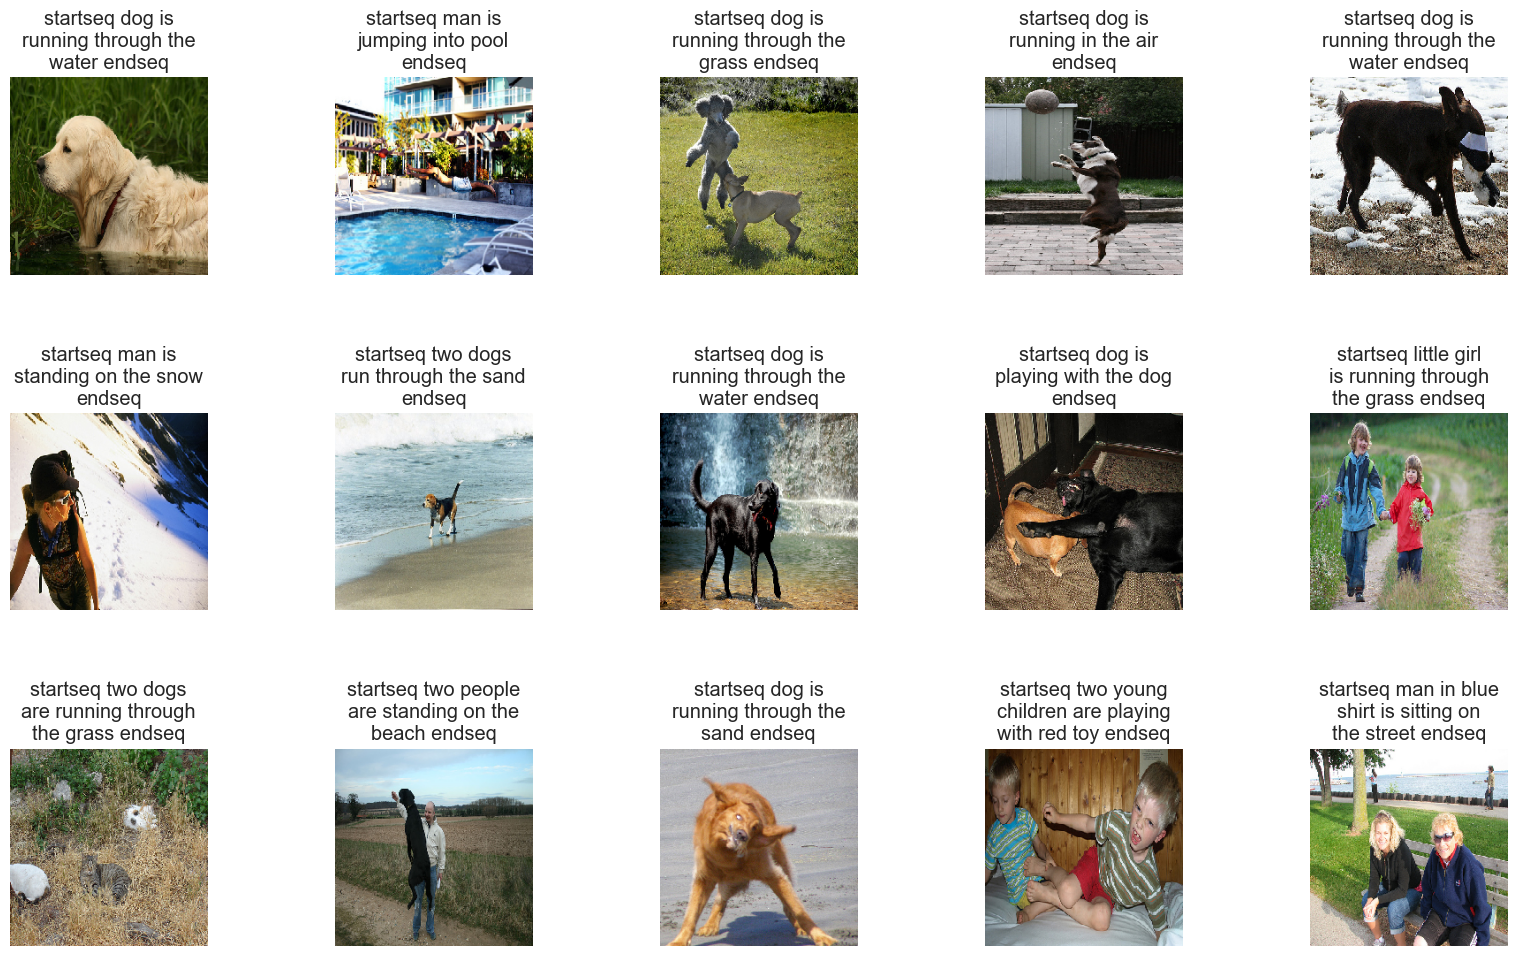 startseq dog is
running through the
water endseq
startseq man is
jumping into pool
endseq
startseq dog is
running through the
grass endseq
startseq dog is
running in the air
endseq
startseq dog is
running through the
water endseq
startseq man is
standing on the snow
endseq
startseq two dogs
run through the sand
endseq
startseq dog is
running through the
water endseq
startseq dog is
playing with the dog
endseq
startseq little girl
is running through
the grass endseq
startseq two dogs
are running through
the grass endseq
startseq two people
are standing on the
beach endseq
startseq dog is
running through the
sand endseq
startseq two young
children are playing
with red toy endseq
startseq man in blue
shirt is sitting on
the street endseq